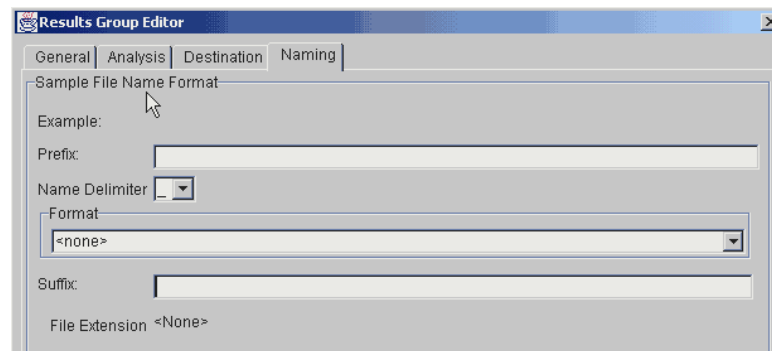 Results Group Editor
General Analysis Destination Naming
Sample File Name Format
Example:
Prefix:
Name Delimiter _
Format
<none>
Suffix:
File Extension <None>